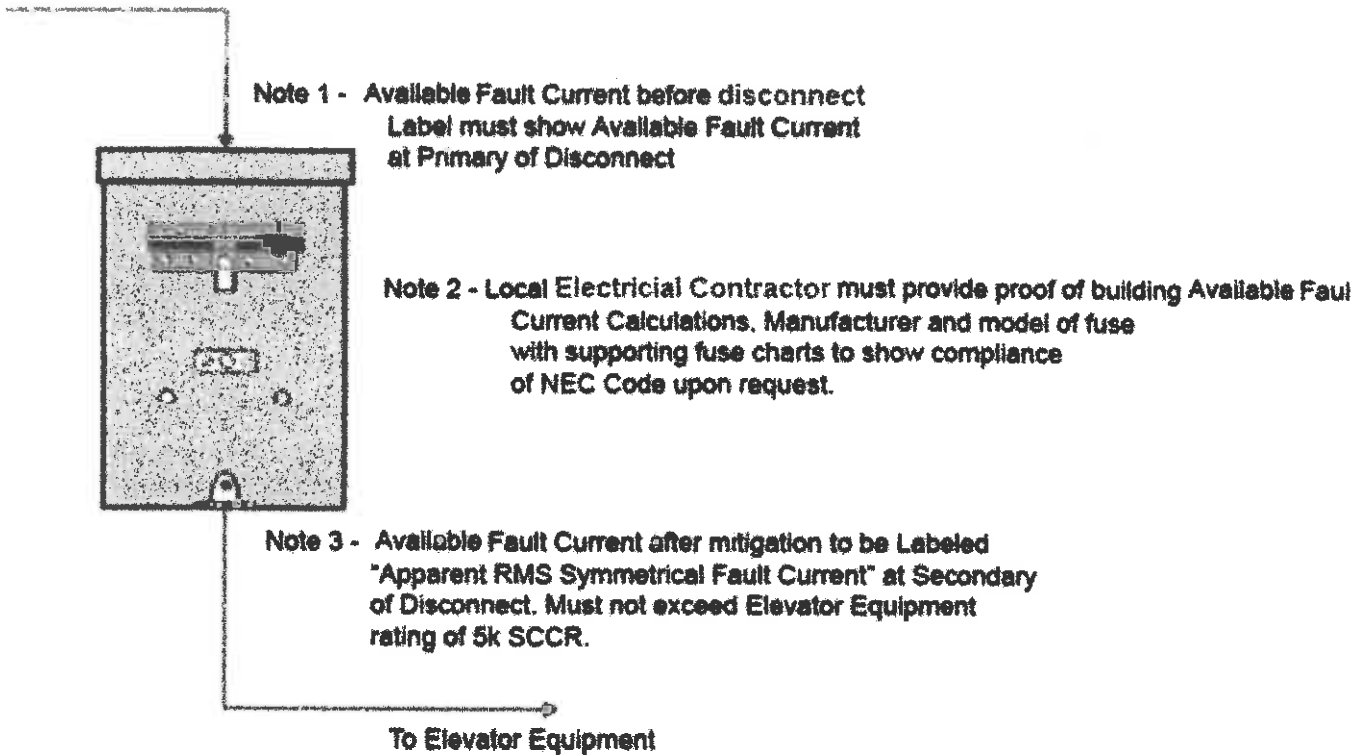 Note 1 - Available Fault Current before disconnect
Label must show Available Fault Current
at Primary of Disconnect
Note 2 - Local Electricial Contractor must provide proof of building Available Faul
Current Calculations. Manufacturer and model of fuse
with supporting fuse charts to show compliance
of NEC Code upon request.
Note 3 - Available Fault Current after mitigation to be Labeled
"Apparent RMS Symmetrical Fault Current" at Secondary
of Disconnect. Must not exceed Elevator Equipment
rating of 5k SCCR.
To Elevator Equipment